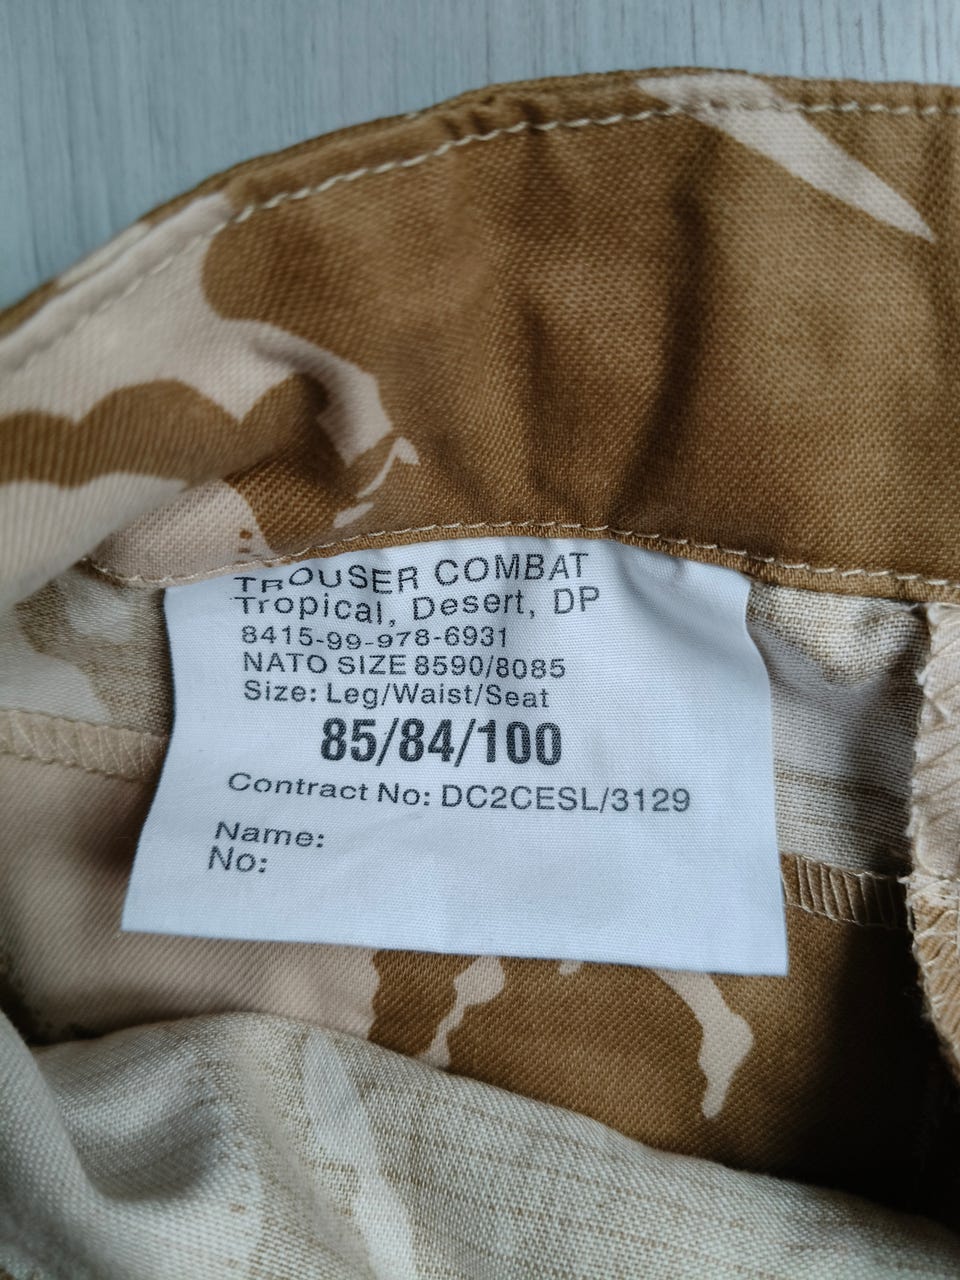 TROUSER COMBAT
Tropical, Desert, DP
8415-99-978-6931
NATO SIZE 8590/8085
Size: Leg/Waist/Seat
85/84/100
Contract No: DC2CESL/3129
Name:
No: